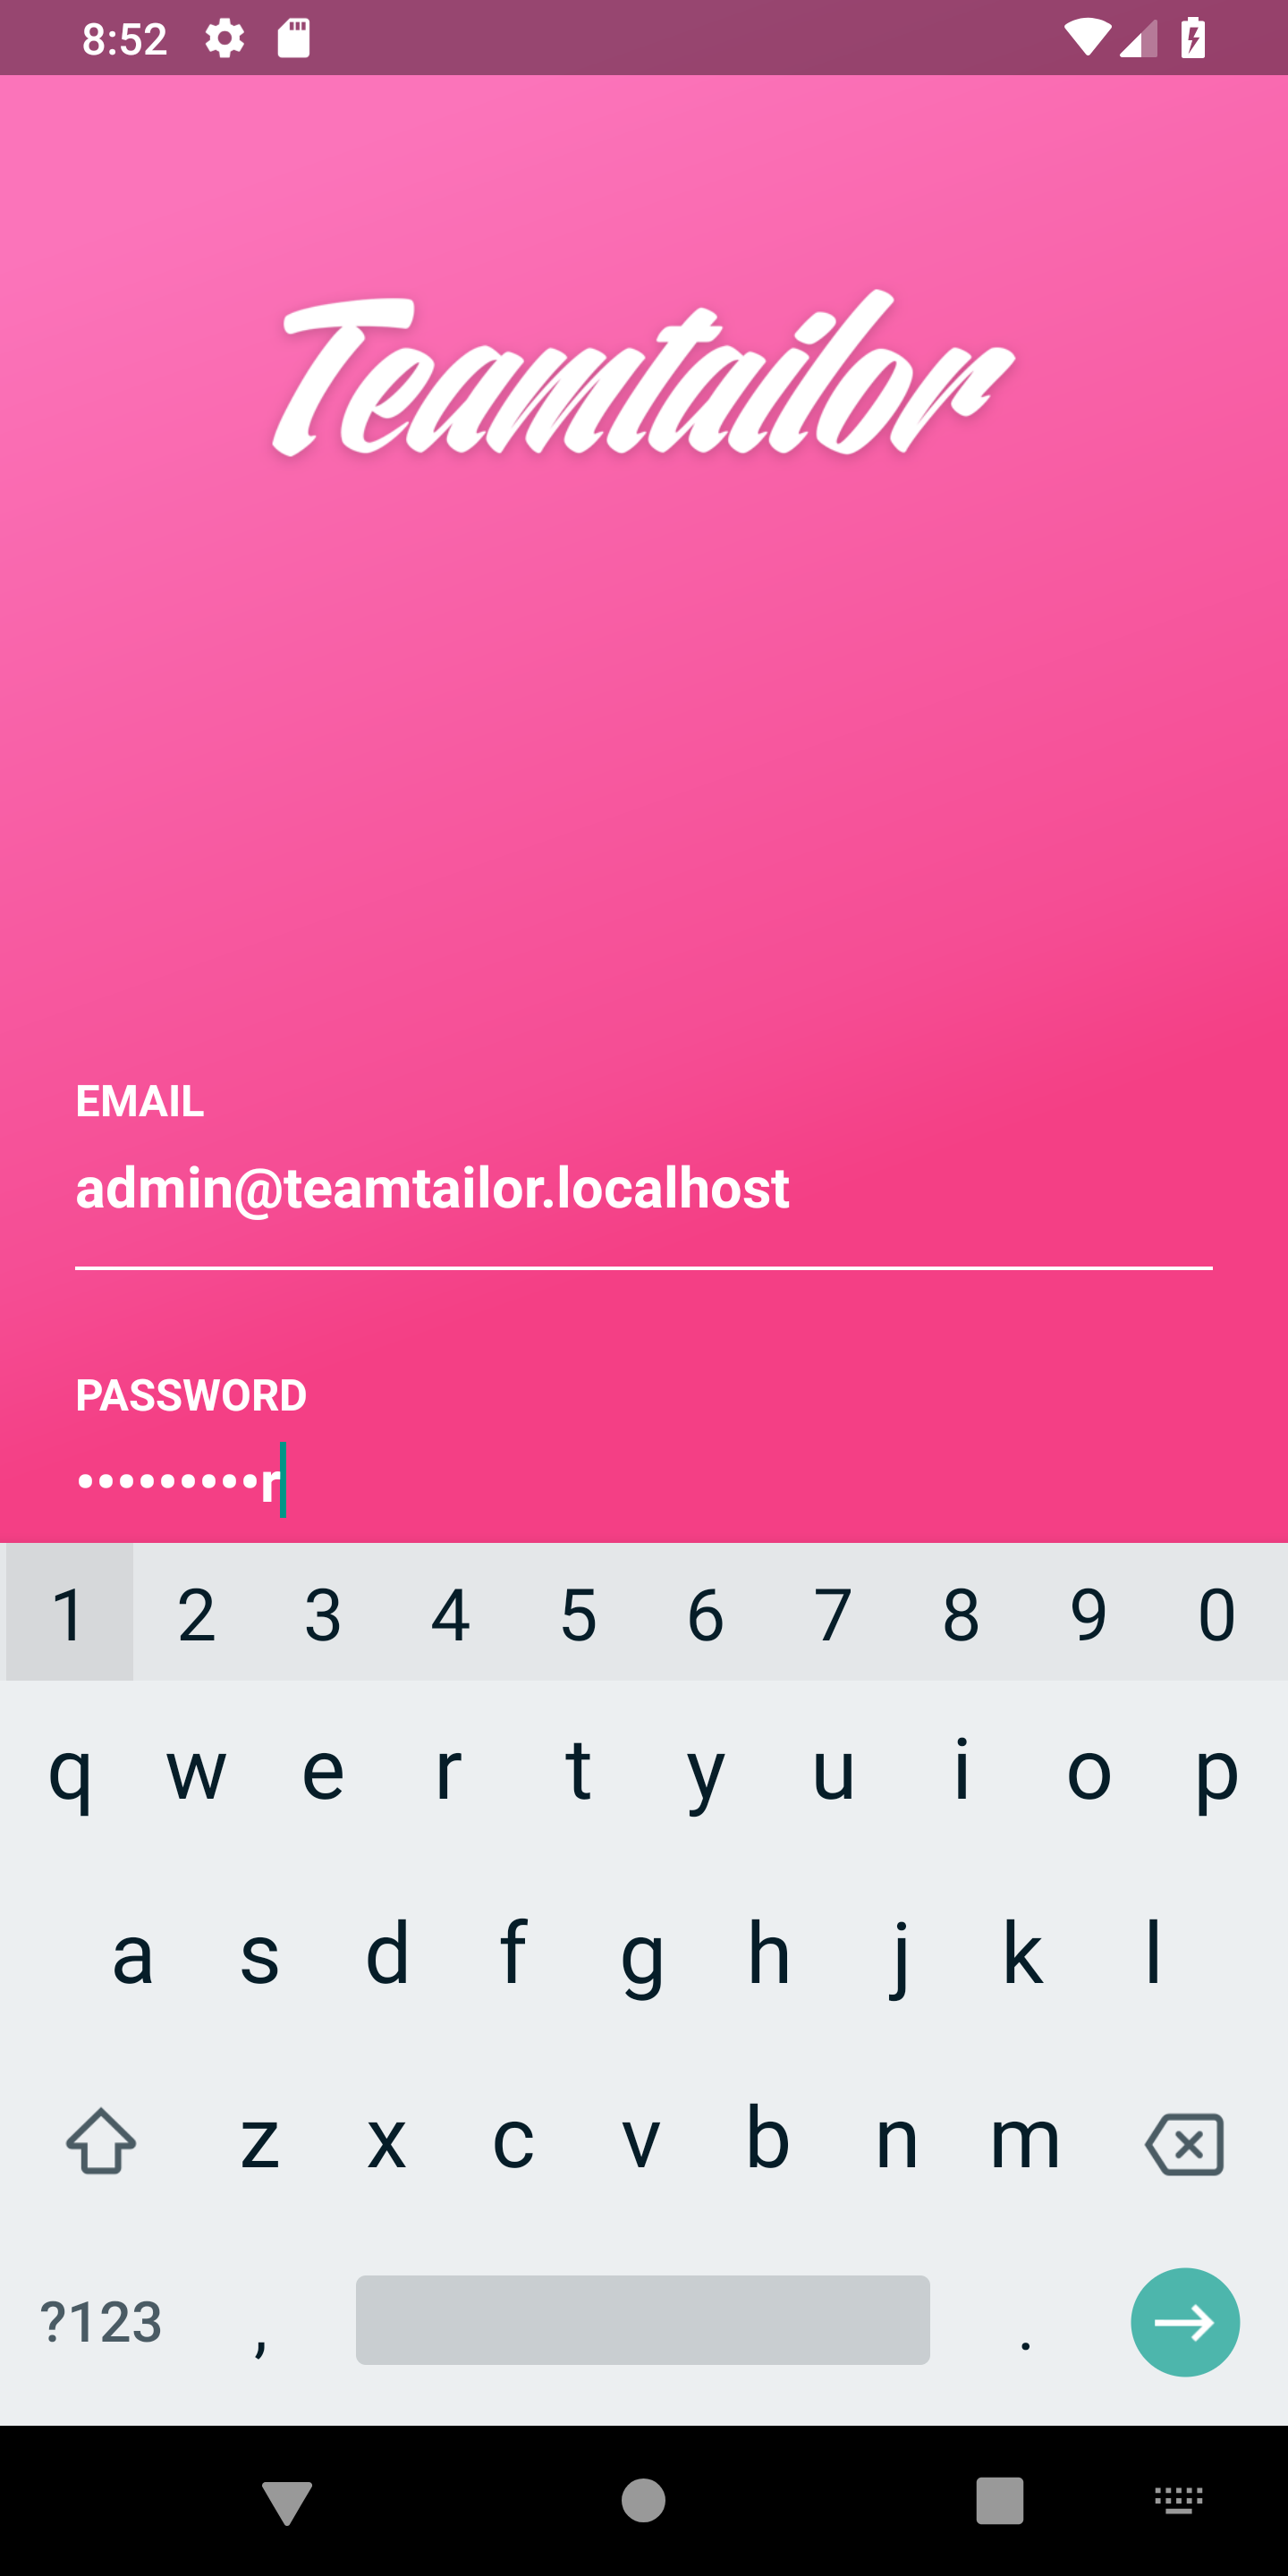 8:52
Teamtailor
EMAIL
admin@teamtailor.localhost
PASSWORD
•••••••••r
1 2 3 4 5 6 7 8 9 0
q w e r t y u i o p
a s d f g h j k l
z x c v b n m
?123 , .